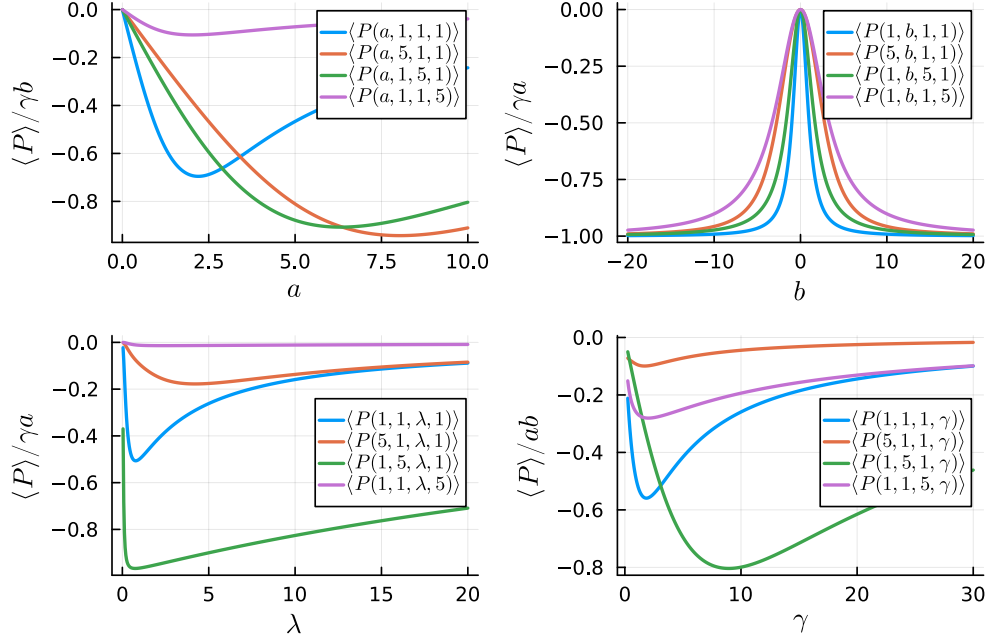 ⟨P⟩/γb
0.0
−0.2
−0.4
−0.6
−0.8
0.0
2.5
5.0
7.5
10.0
a
⟨P(a,1,1,1)⟩
⟨P(a,5,1,1)⟩
⟨P(a,1,5,1)⟩
⟨P(a,1,1,5)⟩
⟨P⟩/γa
0.00
−0.25
−0.50
−0.75
−1.00
−20
−10
0
10
20
b
⟨P(1,b,1,1)⟩
⟨P(5,b,1,1)⟩
⟨P(1,b,5,1)⟩
⟨P(1,b,1,5)⟩
⟨P⟩/γa
0.0
−0.2
−0.4
−0.6
−0.8
0
5
10
15
20
λ
⟨P(1,1,λ,1)⟩
⟨P(5,1,λ,1)⟩
⟨P(1,5,λ,1)⟩
⟨P(1,1,λ,5)⟩
⟨P⟩/ab
0.0
−0.2
−0.4
−0.6
−0.8
0
10
20
30
γ
⟨P(1,1,1,γ)⟩
⟨P(5,1,1,γ)⟩
⟨P(1,5,1,γ)⟩
⟨P(1,1,5,γ)⟩